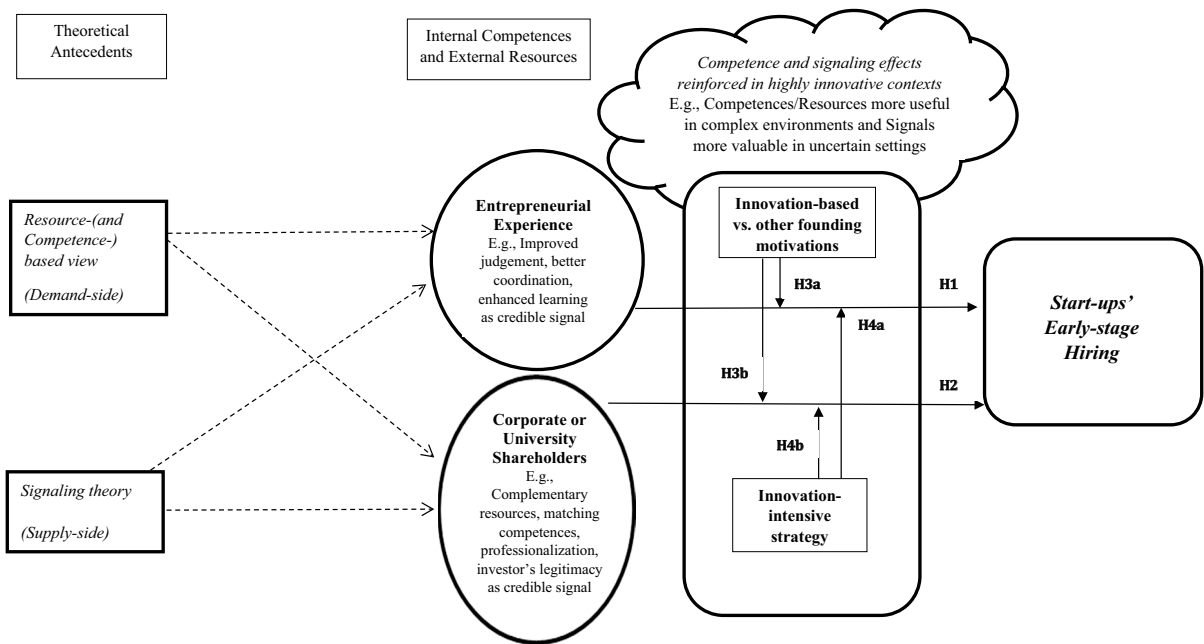 Theoretical
Antecedents
Internal Competences
and External Resources
Competence and signaling effects
reinforced in highly innovative contexts
E.g., Competences/Resources more useful
in complex environments and Signals
more valuable in uncertain settings
Resource-(and
Competence-)
based view
(Demand-side)
Entrepreneurial
Experience
E.g., Improved
judgement, better
coordination,
enhanced learning
as credible signal
Innovation-based
vs. other founding
motivations
H3a
H1
H4a
Start-ups’
Early-stage
Hiring
H3b
H2
Corporate or
University
Shareholders
E.g.,
Complementary
resources, matching
competences,
professionalization,
investor’s legitimacy
as credible signal
H4b
Signaling theory
(Supply-side)
Innovation-
intensive
strategy